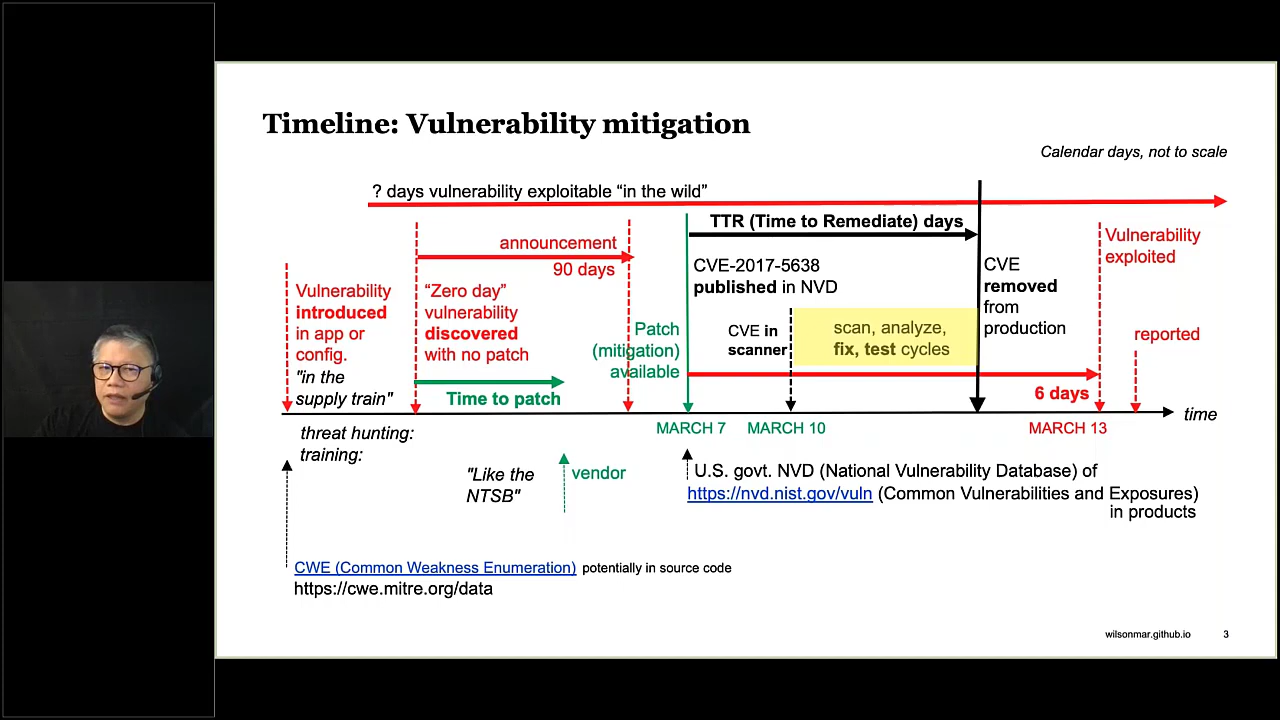 Timeline: Vulnerability mitigation
Calendar days, not to scale
? days vulnerability exploitable “in the wild”
TTR (Time to Remediate) days
announcement
90 days
Vulnerability
introduced
in app or
config.
"in the
supply train"
“Zero day”
vulnerability
discovered
with no patch
Time to patch
Patch
(mitigation)
available
CVE-2017-5638
published in NVD
CVE in
scanner
scan, analyze,
fix, test cycles
CVE
removed
from
production
Vulnerability
exploited
reported
6 days
time
MARCH 7
MARCH 10
MARCH 13
threat hunting:
training:
"Like the
NTSB"
vendor
U.S. govt. NVD (National Vulnerability Database) of
https://nvd.nist.gov/vuln (Common Vulnerabilities and Exposures)
in products
CWE (Common Weakness Enumeration) potentially in source code
https://cwe.mitre.org/data
wilsonmar.github.io
3